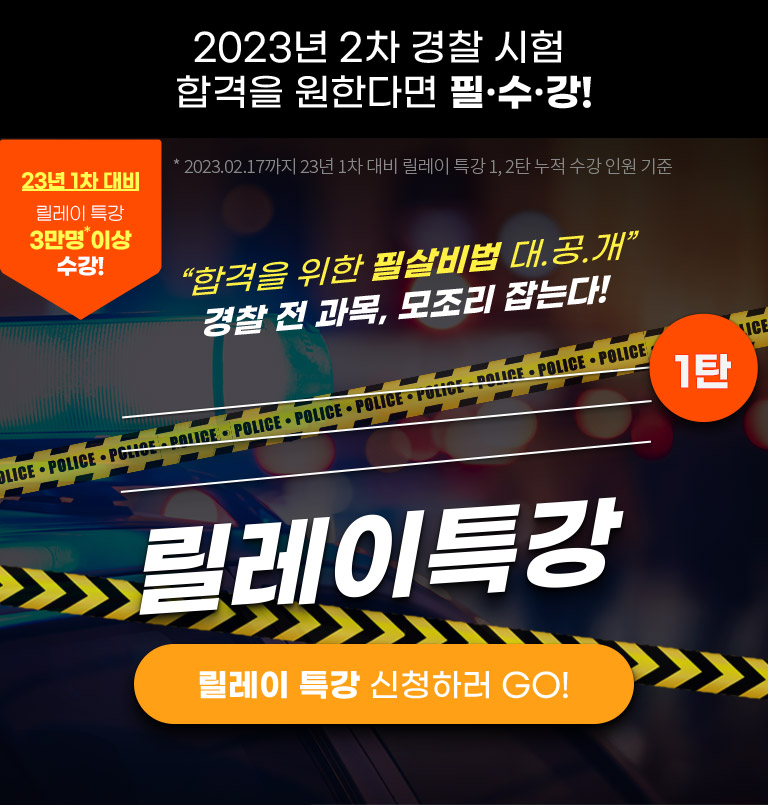 2023년 2차 경찰 시험
합격을 원한다면 필·수·강!
23년 1차 대비
릴레이 특강
3만명*이상
수강!
* 2023.02.17까지 23년 1차 대비 릴레이 특강 1, 2탄 누적 수강 인원 기준
“합격을 위한 필살비법 대.공.개”
경찰 전 과목, 모조리 잡는다!
1탄
POLICE • POLICE • POLICE • POLICE • POLICE • POLICE • POLICE • POLICE • POLICE • POLICE • POLICE
릴레이특강
릴레이 특강 신청하러 GO!